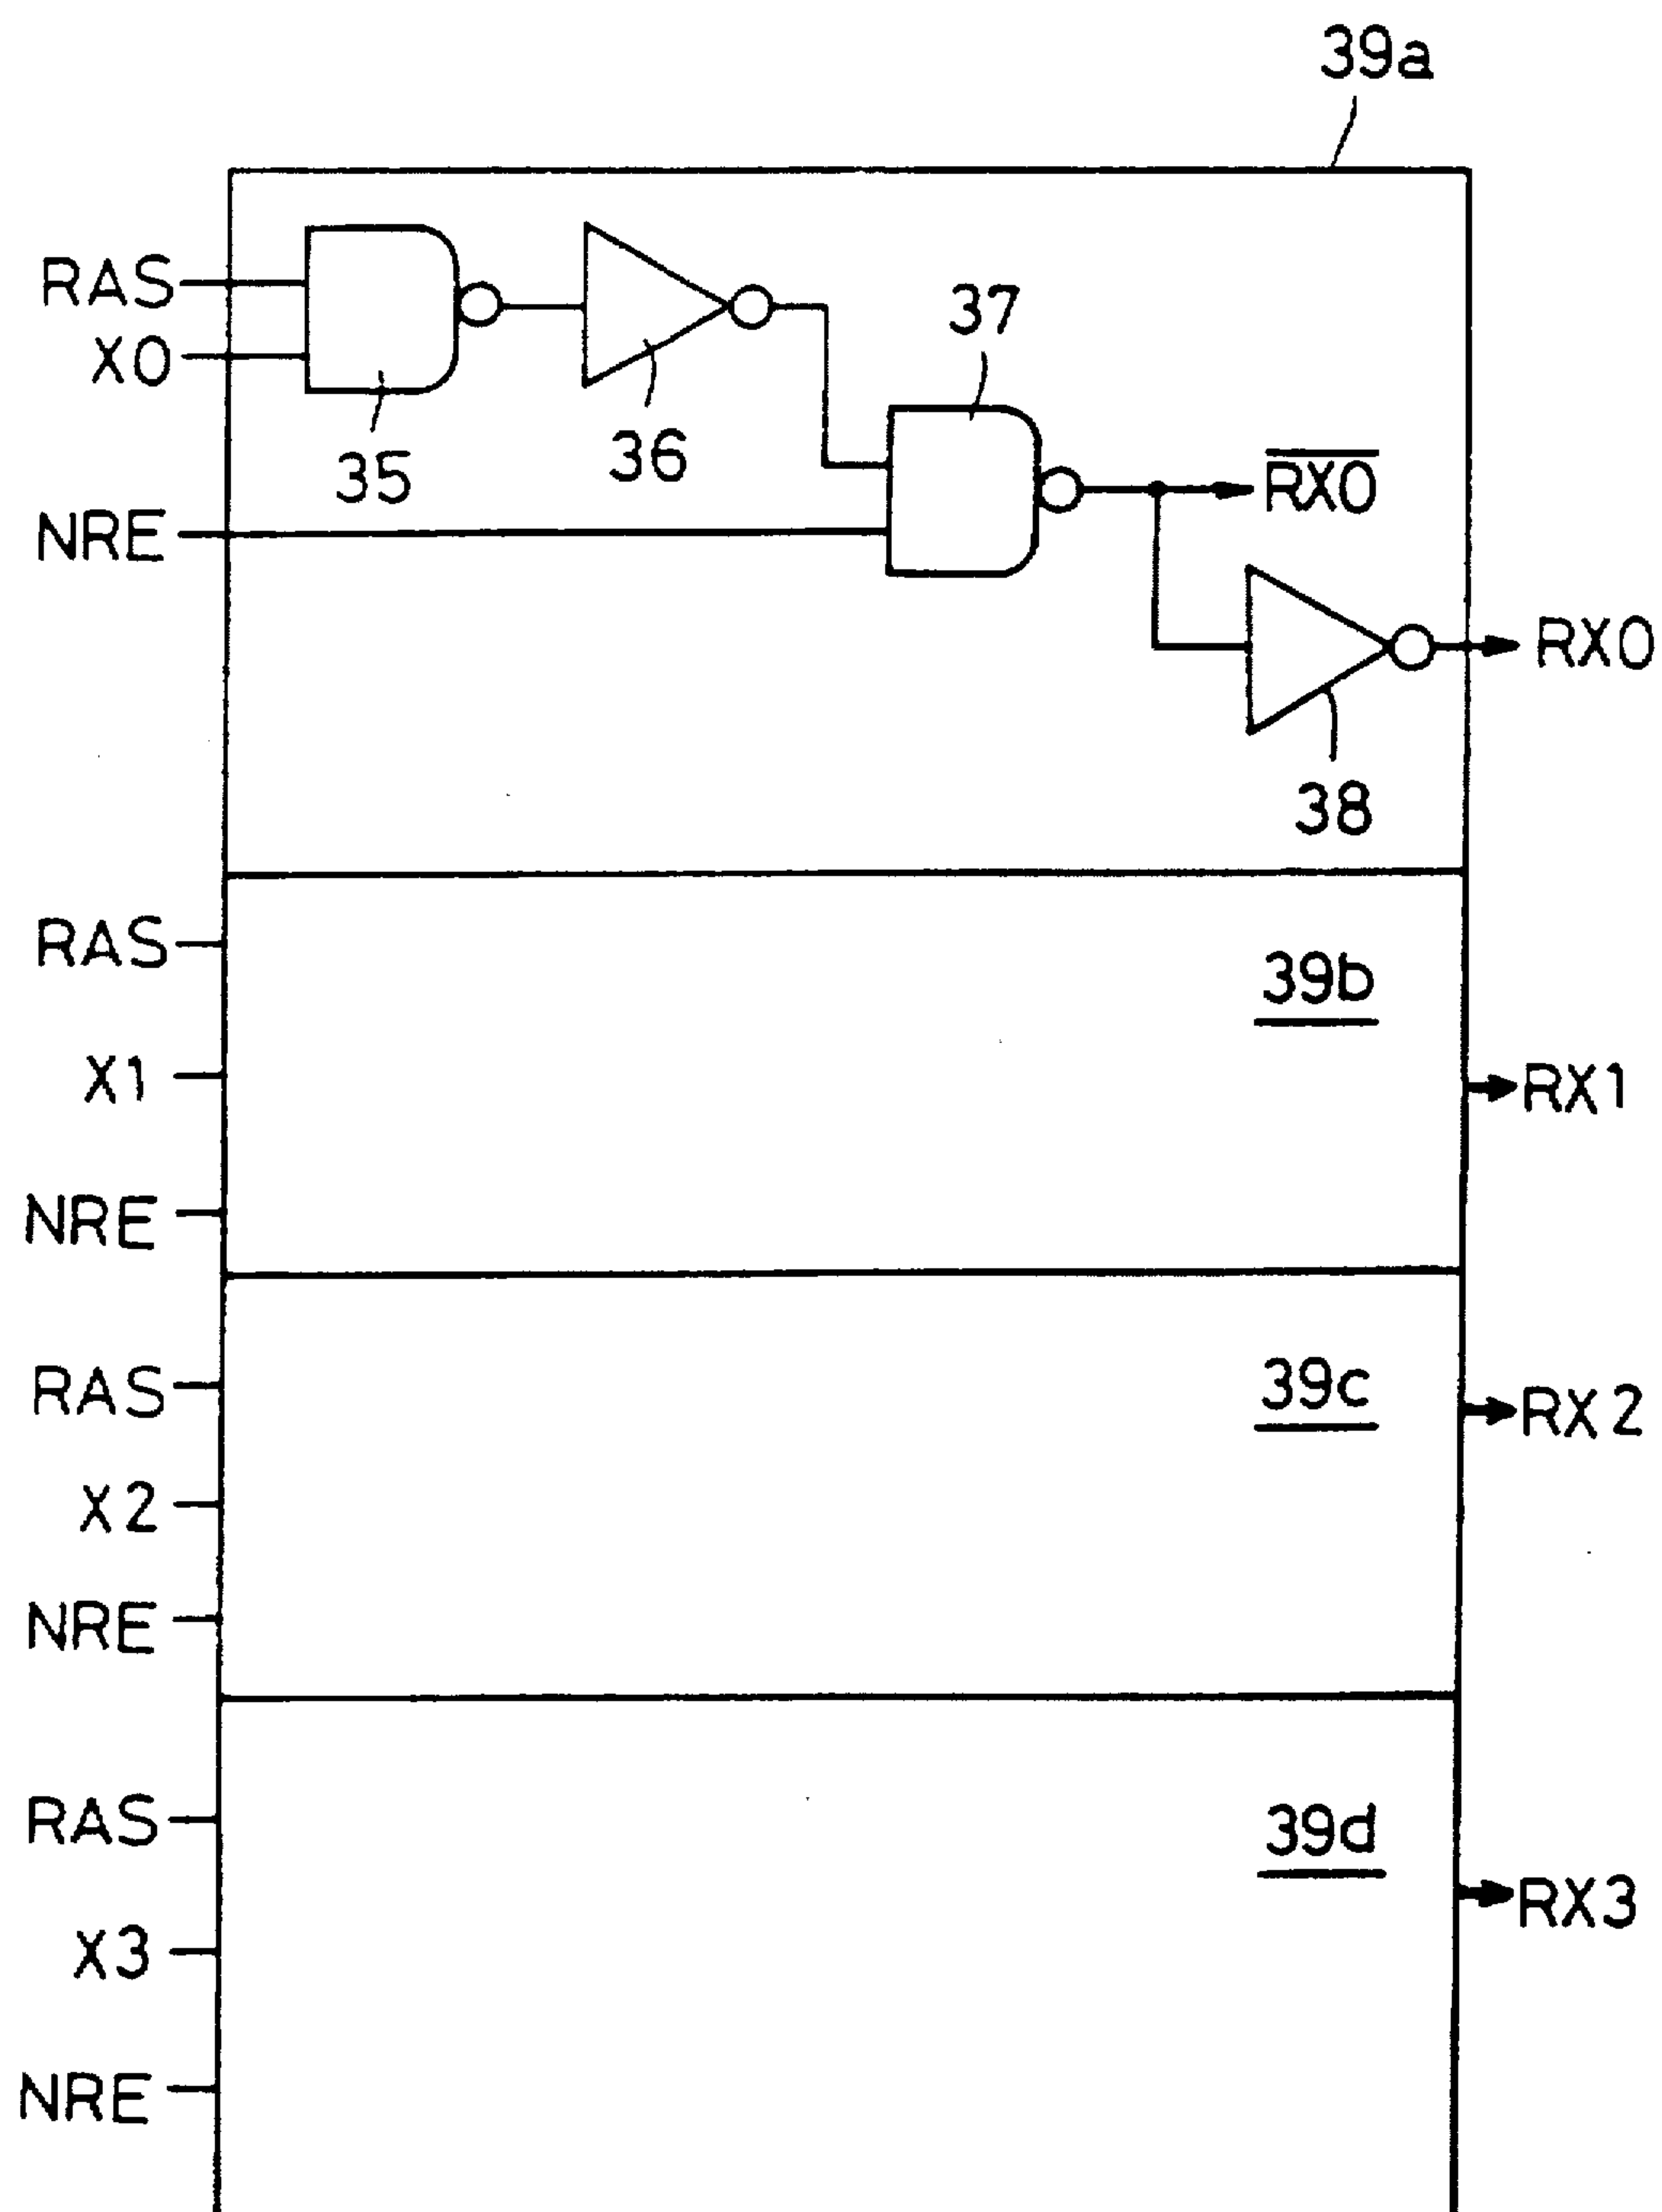 39a
RAS
X0
35
36
37
NRE
R̅X̅0̅
RX0
38
RAS
39b
X1
RX1
NRE
RAS
39c
RX2
X2
NRE
RAS
39d
RX3
X3
NRE